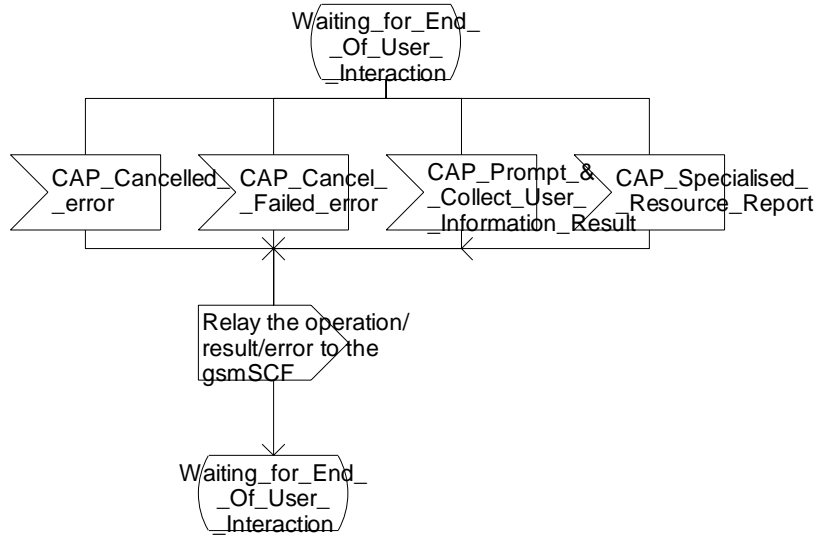 Waiting_for_End_
_Of_User_
_Interaction
CAP_Cancelled_
_error
CAP_Cancel_
_Failed_error
CAP_Prompt_&
_Collect_User_
_Information_Result
CAP_Specialised_
_Resource_Report
Relay the operation/
result/error to the
gsmSCF
Waiting_for_End_
_Of_User_
_Interaction